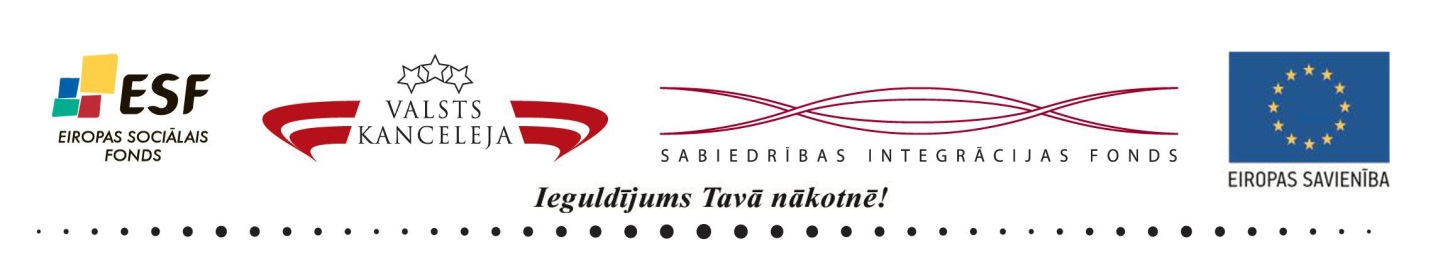 ESF
EIROPAS SOCIĀLAIS
FONDS
VALSTS
KANCELEJA
SABIEDRĪBAS INTEGRĀCIJAS FONDS
EIROPAS SAVIENĪBA
Ieguldījums Tavā nākotnē!